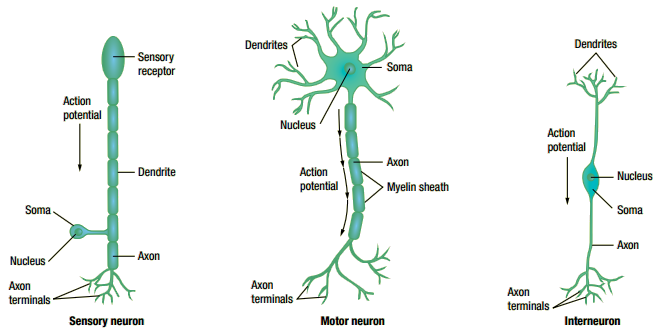 Sensory
receptor
Action
potential
Dendrite
Soma
Nucleus
Axon
Axon
terminals
Sensory neuron
Dendrites
Soma
Nucleus
Axon
Action
potential
Myelin sheath
Axon
terminals
Motor neuron
Dendrites
Action
potential
Nucleus
Soma
Axon
Axon
terminals
Interneuron